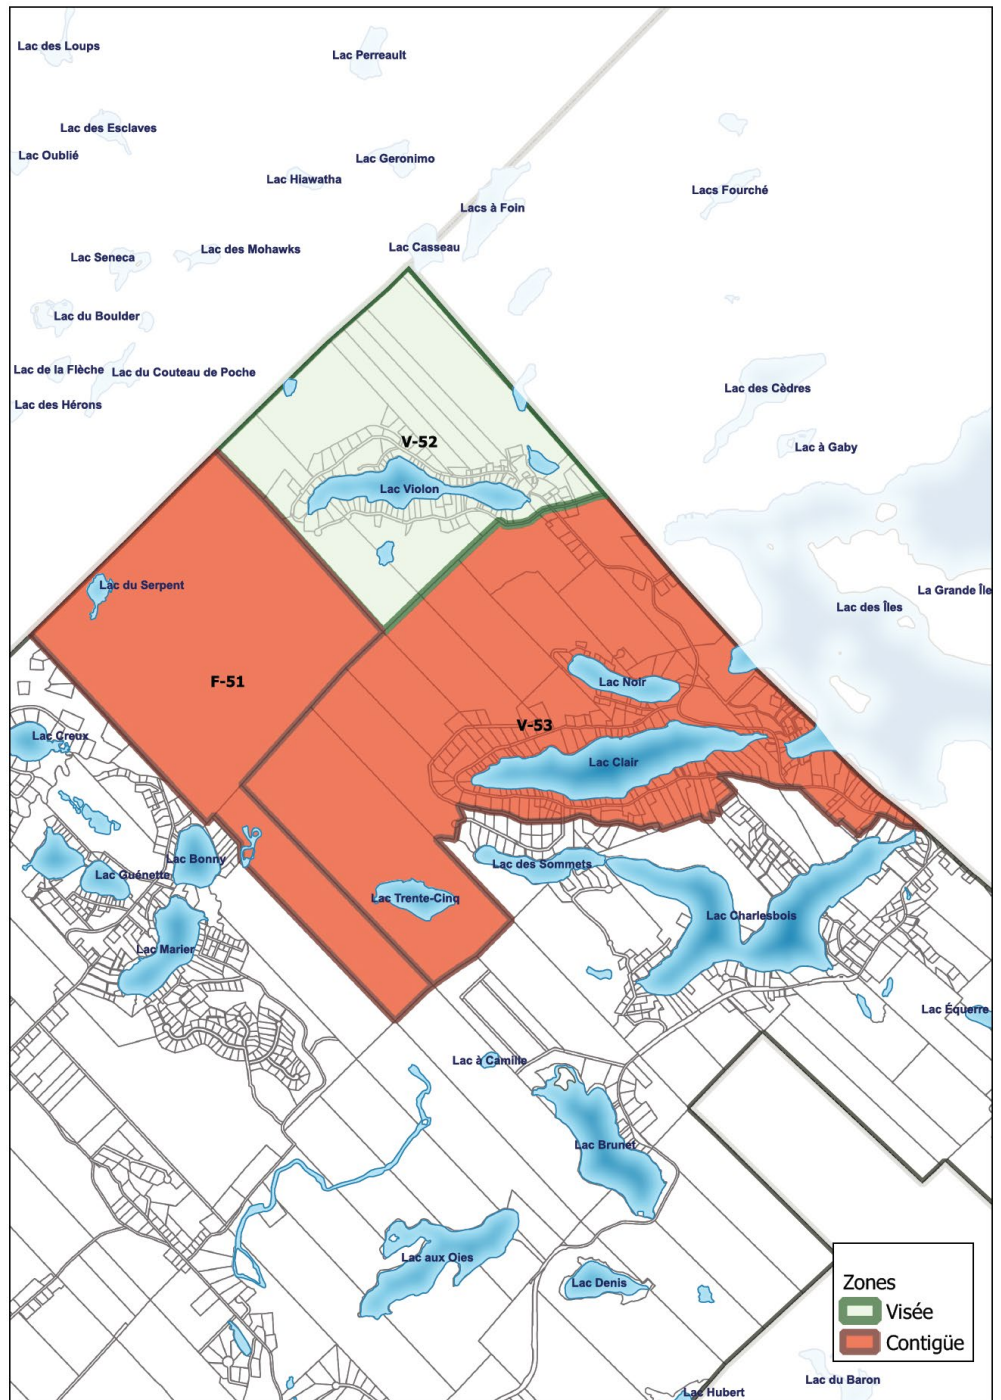 Lac des Loups
Lac Perreault
Lac des Esclaves
Lac Oublié
Lac Geronimo
Lac Hiawatha
Lacs Fourché
Lacs à Foin
Lac Casseau
Lac des Mohawks
Lac Seneca
Lac du Boulder
Lac de la Flèche
Lac du Couteau de Poche
Lac des Cèdres
Lac des Hérons
V-52
Lac à Gaby
Lac Violon
Lac du Serpent
La Grande Île
Lac des Îles
F-51
Lac Noir
V-53
Lac Creux
Lac Clair
Lac Bonny
Lac des Sommets
Lac Guénette
Lac Trente-Cinq
Lac Charlesbois
Lac Marier
Lac Équerre
Lac à Camille
Lac Brunet
Lac aux Oies
Lac Denis
Zones
Visée
Contigüe
Lac du Baron
Lac Hubert